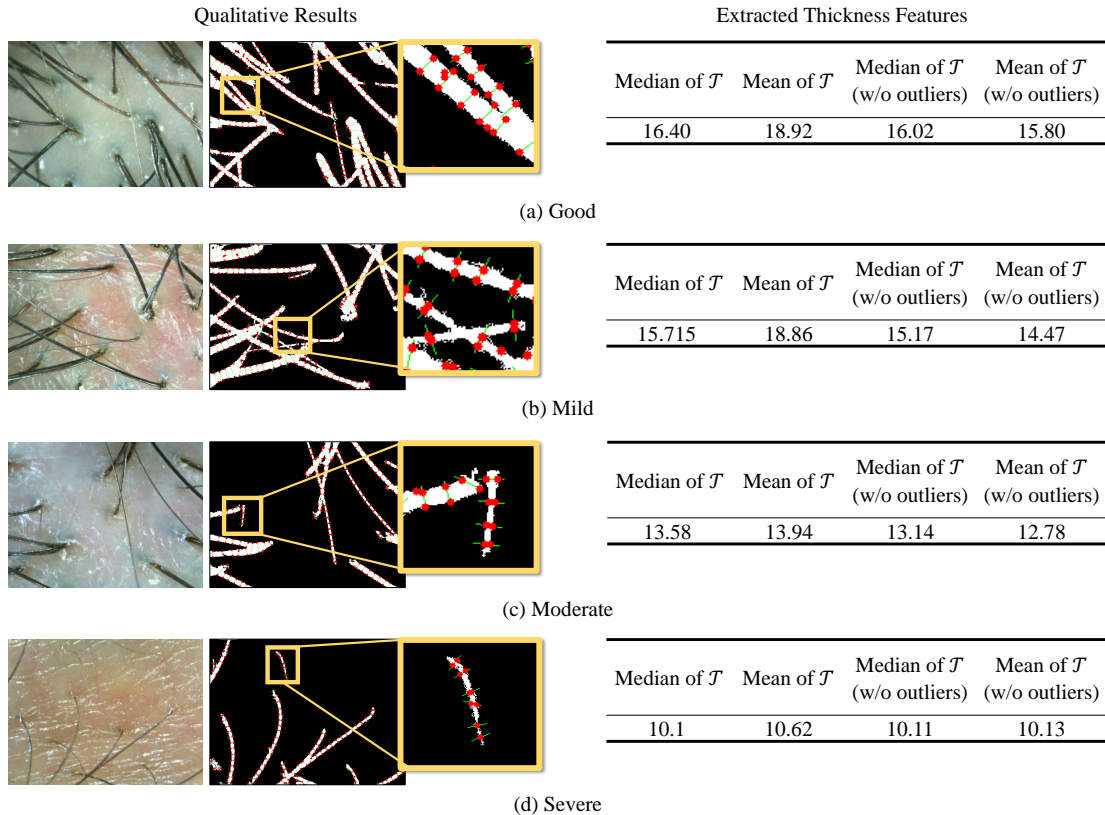 Qualitative Results
Extracted Thickness Features
Median of 𝒯 Mean of 𝒯 Median of 𝒯 Mean of 𝒯
(w/o outliers) (w/o outliers)
16.40 18.92 16.02 15.80
(a) Good
Median of 𝒯 Mean of 𝒯 Median of 𝒯 Mean of 𝒯
(w/o outliers) (w/o outliers)
15.715 18.86 15.17 14.47
(b) Mild
Median of 𝒯 Mean of 𝒯 Median of 𝒯 Mean of 𝒯
(w/o outliers) (w/o outliers)
13.58 13.94 13.14 12.78
(c) Moderate
Median of 𝒯 Mean of 𝒯 Median of 𝒯 Mean of 𝒯
(w/o outliers) (w/o outliers)
10.1 10.62 10.11 10.13
(d) Severe